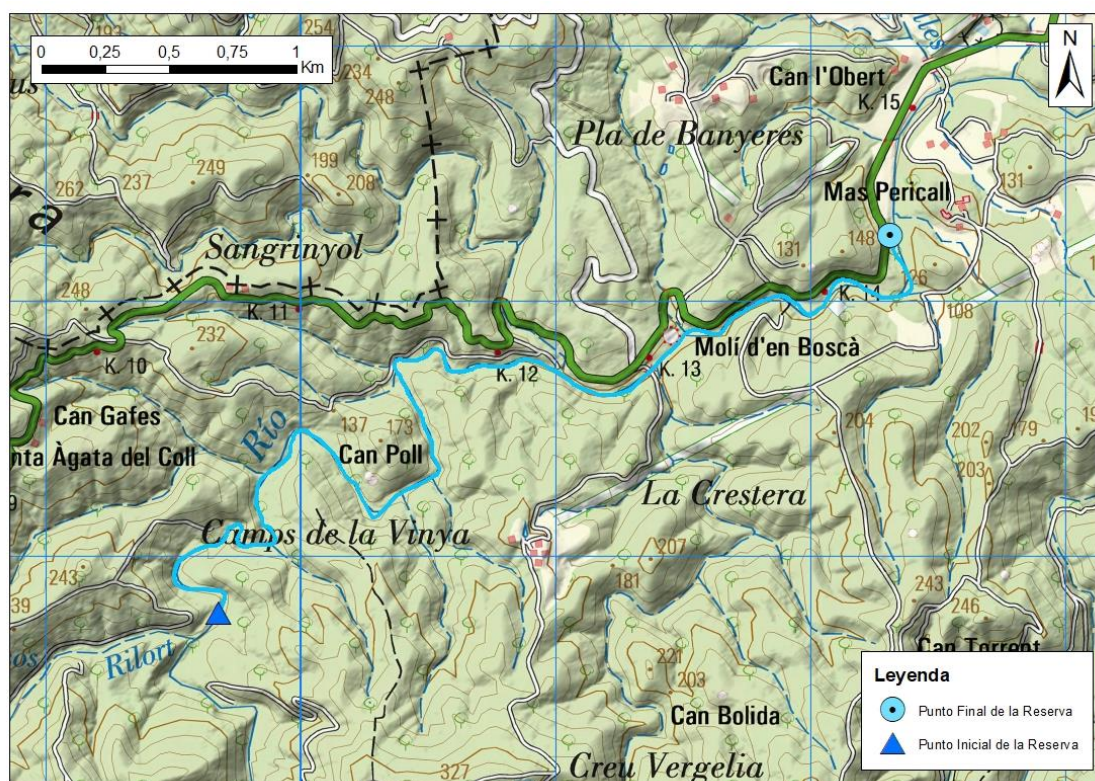 0 0,25 0,5 0,75 1
Km
N
254
193
234
248
Can l'Obert
K. 15
Pla de Banyeres
249
199
208
262
237
Mas Pericall
131
ra
Sangrinyol
148
131
248
K. 11
K. 14
108
232
K. 10
K. 12
K. 13
Molí d'en Boscà
Can Gafes
Río
137
173
204
202
179
nta Àgata del Coll
Can Poll
203
La Crestera
Camps de la Vinya
207
243
181
243
246
39
Rilort
Can Torrent
221
203
Can Bolida
327
Creu Vergelia
Leyenda
Punto Final de la Reserva
Punto Inicial de la Reserva